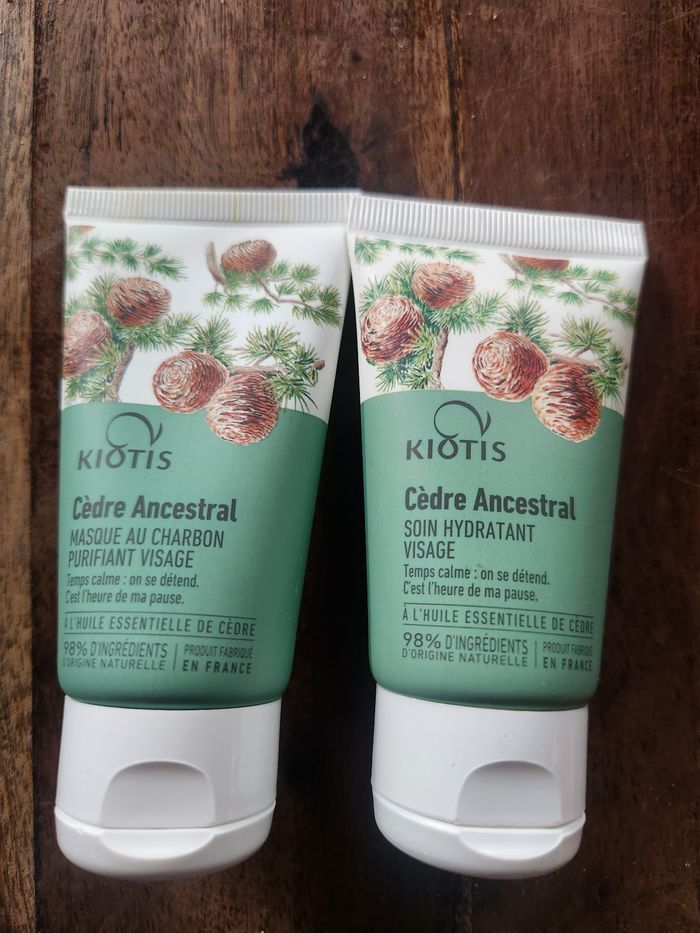 KIOTIS
Cèdre Ancestral
MASQUE AU CHARBON
PURIFIANT VISAGE
Temps calme : on se détend.
C'est l'heure de ma pause.
À L'HUILE ESSENTIELLE DE CÈDRE
98% D'INGRÉDIENTS
D'ORIGINE NATURELLE
PRODUIT FABRIQUÉ
EN FRANCE
KIOTIS
Cèdre Ancestral
SOIN HYDRATANT
VISAGE
Temps calme : on se détend.
C'est l'heure de ma pause.
À L'HUILE ESSENTIELLE DE CÈDRE
98% D'INGRÉDIENTS
D'ORIGINE NATURELLE
PRODUIT FABRIQUÉ
EN FRANCE